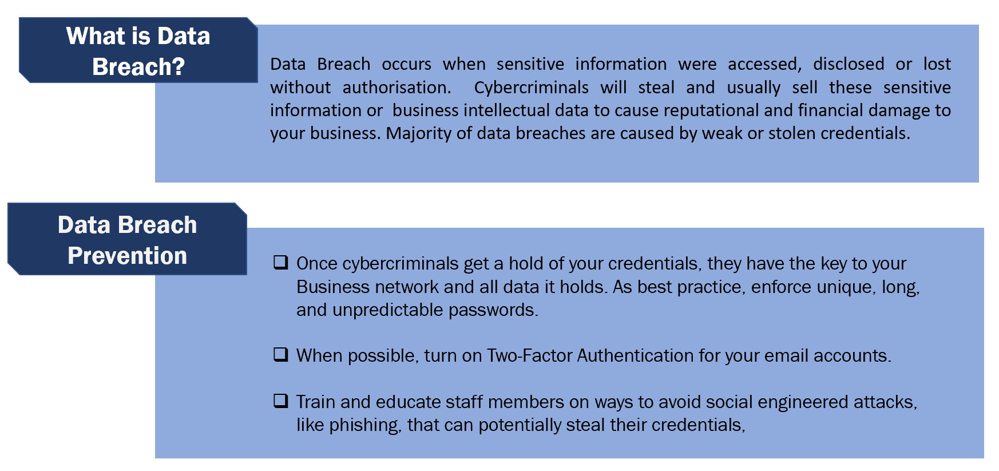 What is Data
Breach?
Data Breach occurs when sensitive information were accessed, disclosed or lost
without authorisation. Cybercriminals will steal and usually sell these sensitive
information or business intellectual data to cause reputational and financial damage to
your business. Majority of data breaches are caused by weak or stolen credentials.
Data Breach
Prevention
❑ Once cybercriminals get a hold of your credentials, they have the key to your
Business network and all data it holds. As best practice, enforce unique, long,
and unpredictable passwords.
❑ When possible, turn on Two-Factor Authentication for your email accounts.
❑ Train and educate staff members on ways to avoid social engineered attacks,
like phishing, that can potentially steal their credentials,